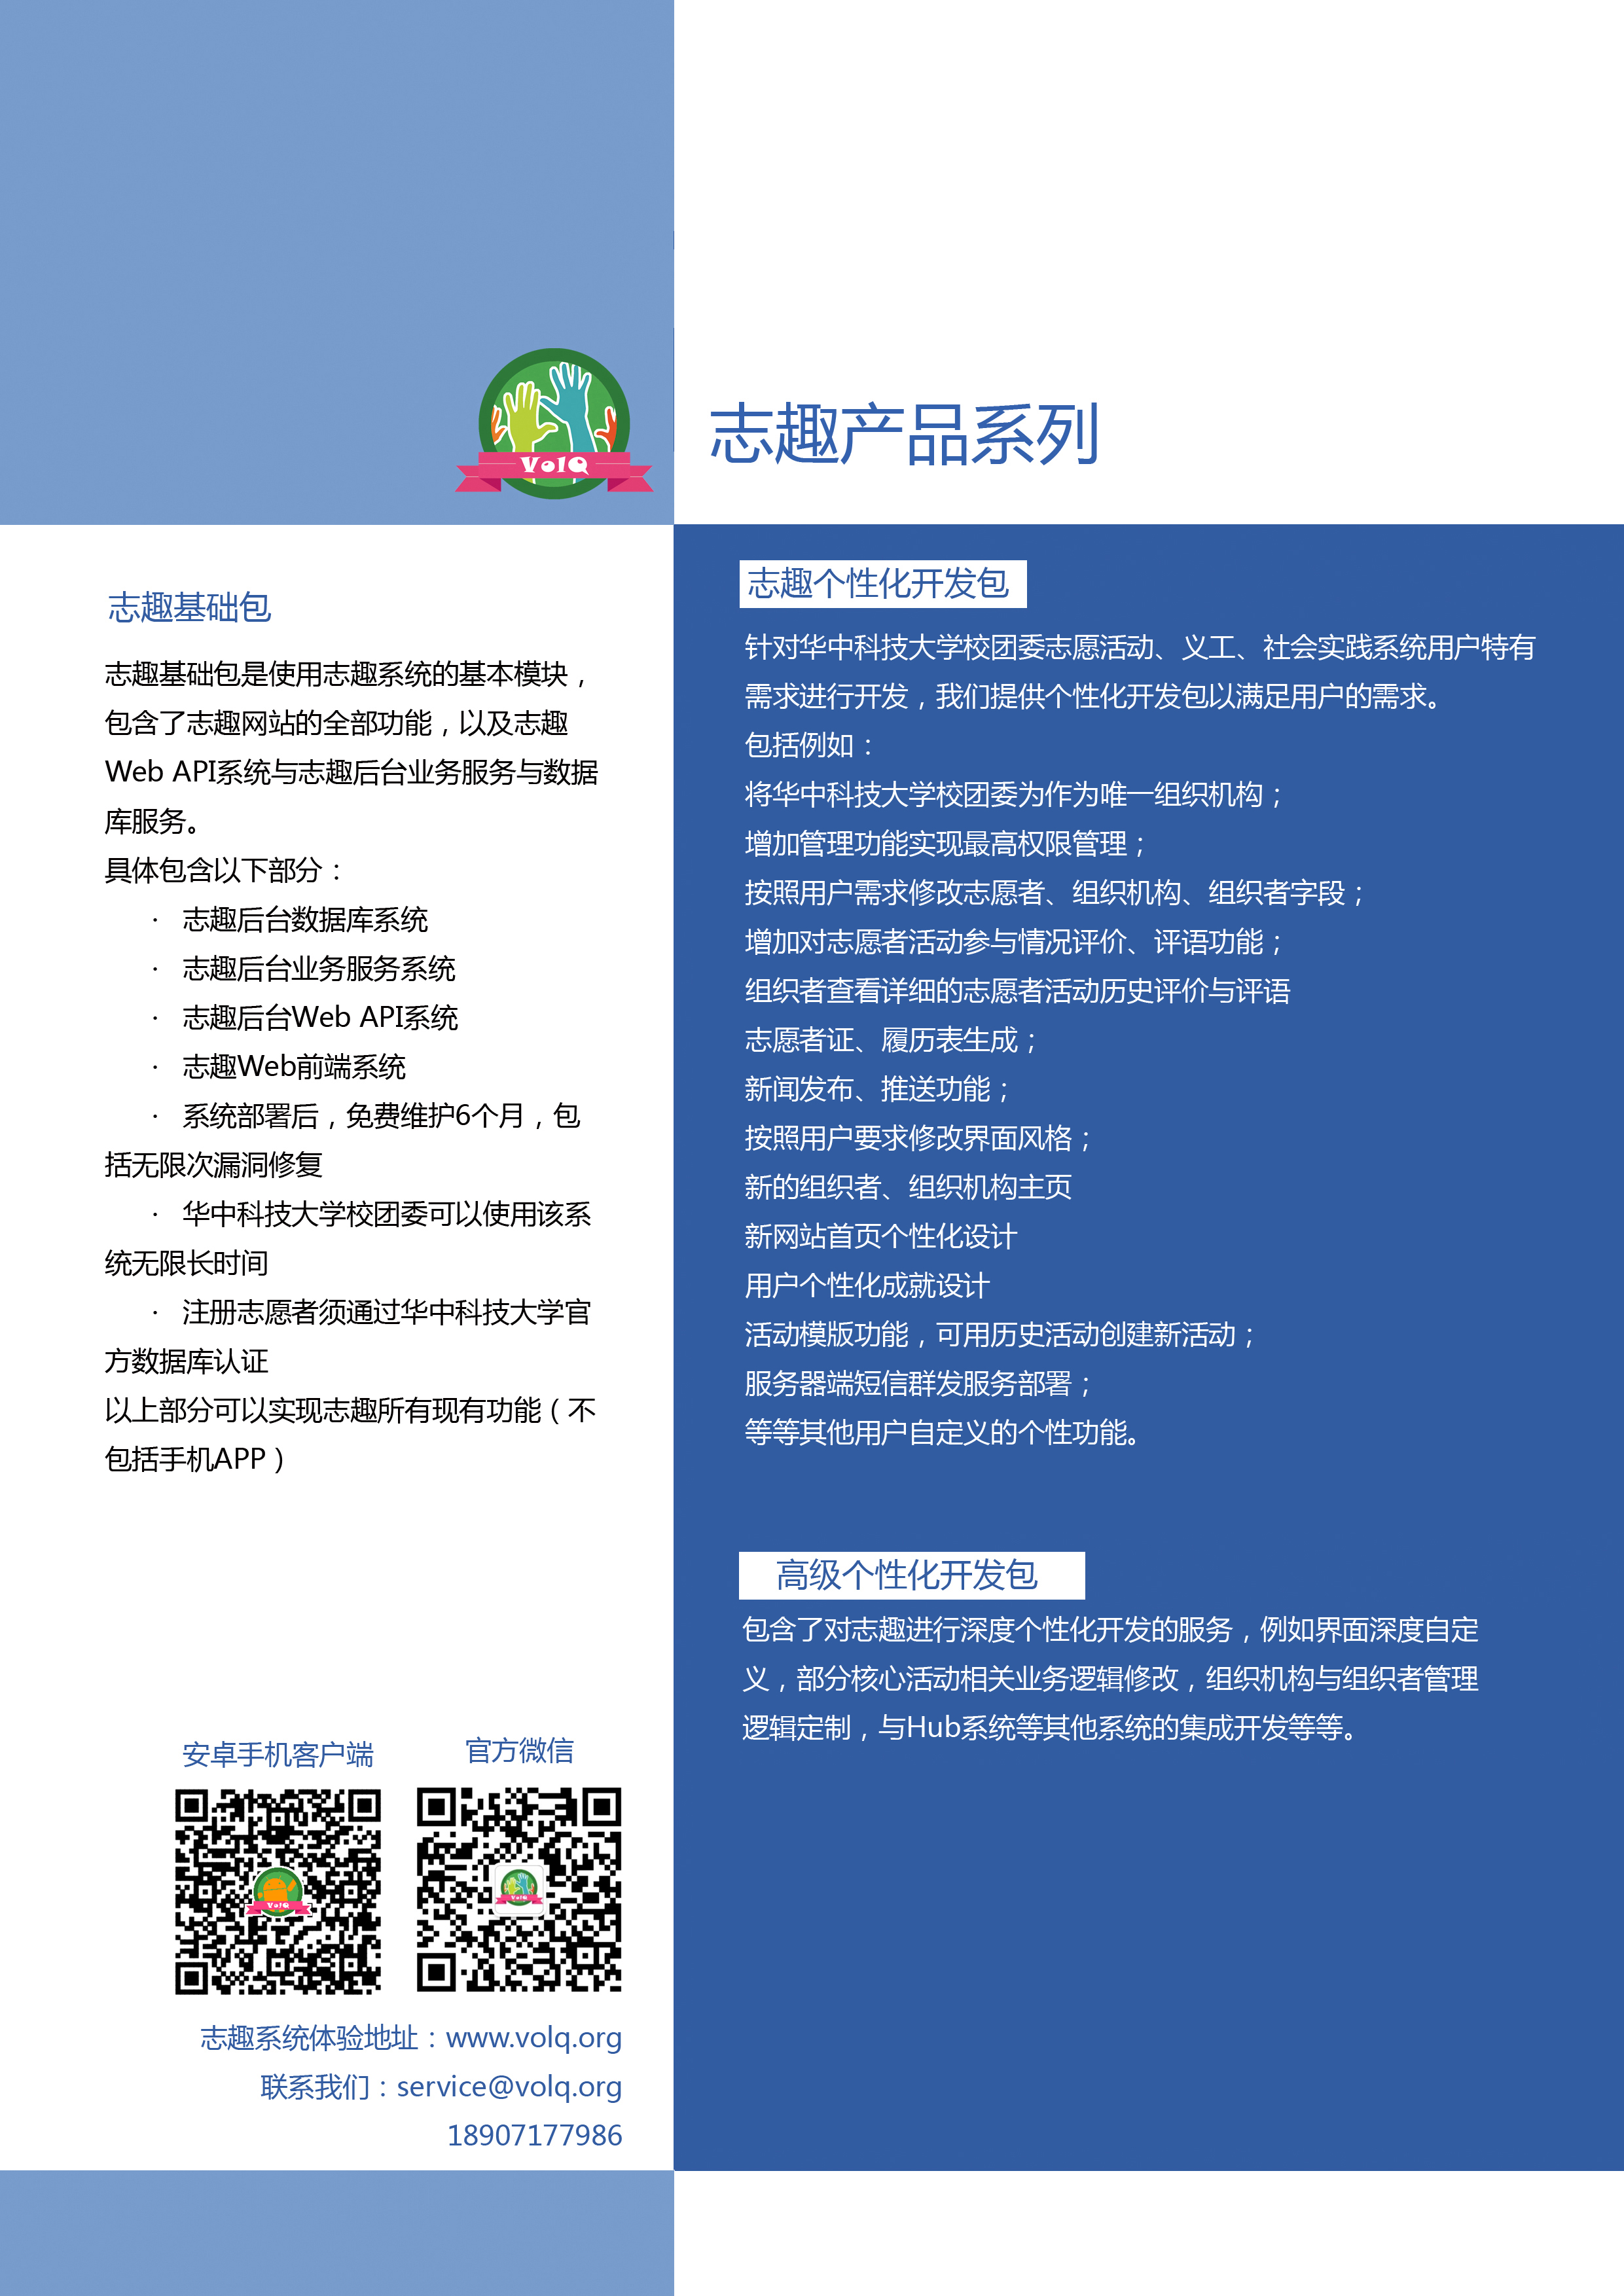 VolQ
志趣产品系列
志趣基础包
志趣基础包是使用志趣系统的基本模块，
包含了志趣网站的全部功能，以及志趣
Web API系统与志趣后台业务服务与数据
库服务。
具体包含以下部分：
· 志趣后台数据库系统
· 志趣后台业务服务系统
· 志趣后台Web API系统
· 志趣Web前端系统
· 系统部署后，免费维护6个月，包
括无限次漏洞修复
· 华中科技大学校团委可以使用该系
统无限长时间
· 注册志愿者须通过华中科技大学官
方数据库认证
以上部分可以实现志趣所有现有功能（不
包括手机APP）
安卓手机客户端
官方微信
VolQ
VolQ
志趣系统体验地址：www.volq.org
联系我们：service@volq.org
18907177986
志趣个性化开发包
针对华中科技大学校团委志愿活动、义工、社会实践系统用户特有
需求进行开发，我们提供个性化开发包以满足用户的需求。
包括例如：
将华中科技大学校团委为作为唯一组织机构；
增加管理功能实现最高权限管理；
按照用户需求修改志愿者、组织机构、组织者字段；
增加对志愿者活动参与情况评价、评语功能；
组织者查看详细的志愿者活动历史评价与评语
志愿者证、履历表生成；
新闻发布、推送功能；
按照用户要求修改界面风格；
新的组织者、组织机构主页
新网站首页个性化设计
用户个性化成就设计
活动模版功能，可用历史活动创建新活动；
服务器端短信群发服务部署；
等等其他用户自定义的个性功能。
高级个性化开发包
包含了对志趣进行深度个性化开发的服务，例如界面深度自定
义，部分核心活动相关业务逻辑修改，组织机构与组织者管理
逻辑定制，与Hub系统等其他系统的集成开发等等。